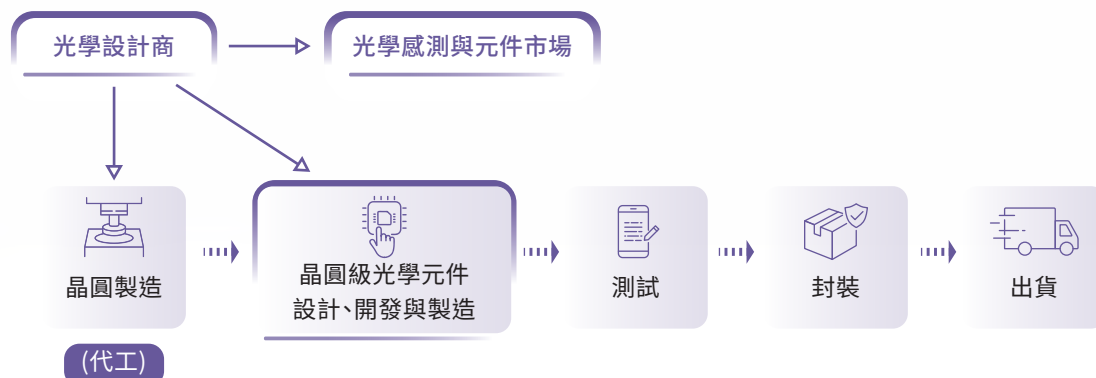 光學設計商
光學感測與元件市場
晶圓製造
晶圓級光學元件
設計、開發與製造
測試
封裝
出貨
(代工)